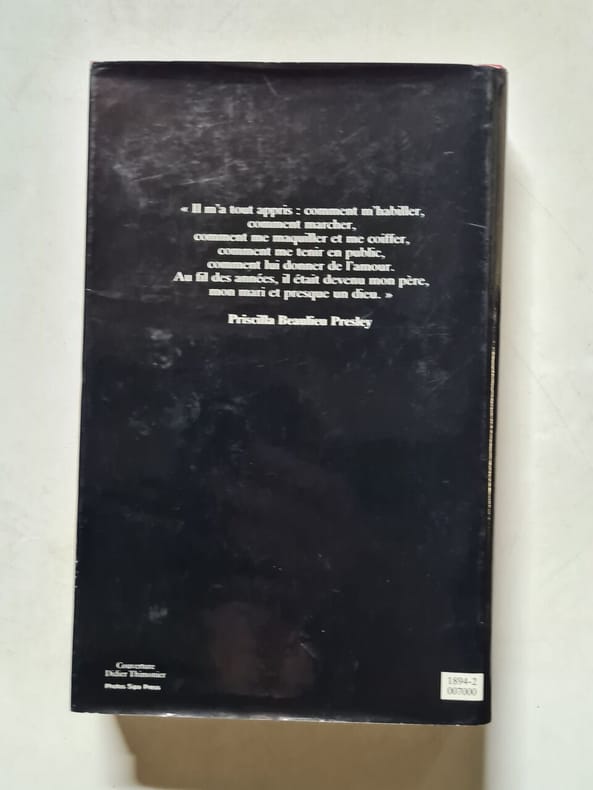 « Il m'a tout appris : comment m'habiller,
comment marcher,
comment me maquiller et me coiffer,
comment me tenir en public,
comment lui donner de l'amour.
Au fil des années, il était devenu mon père,
mon mari et presque un dieu. »
Priscilla Beaulieu Presley
Couverture
Didier Thimonier
Photos Sipa Press
1894-2
007000